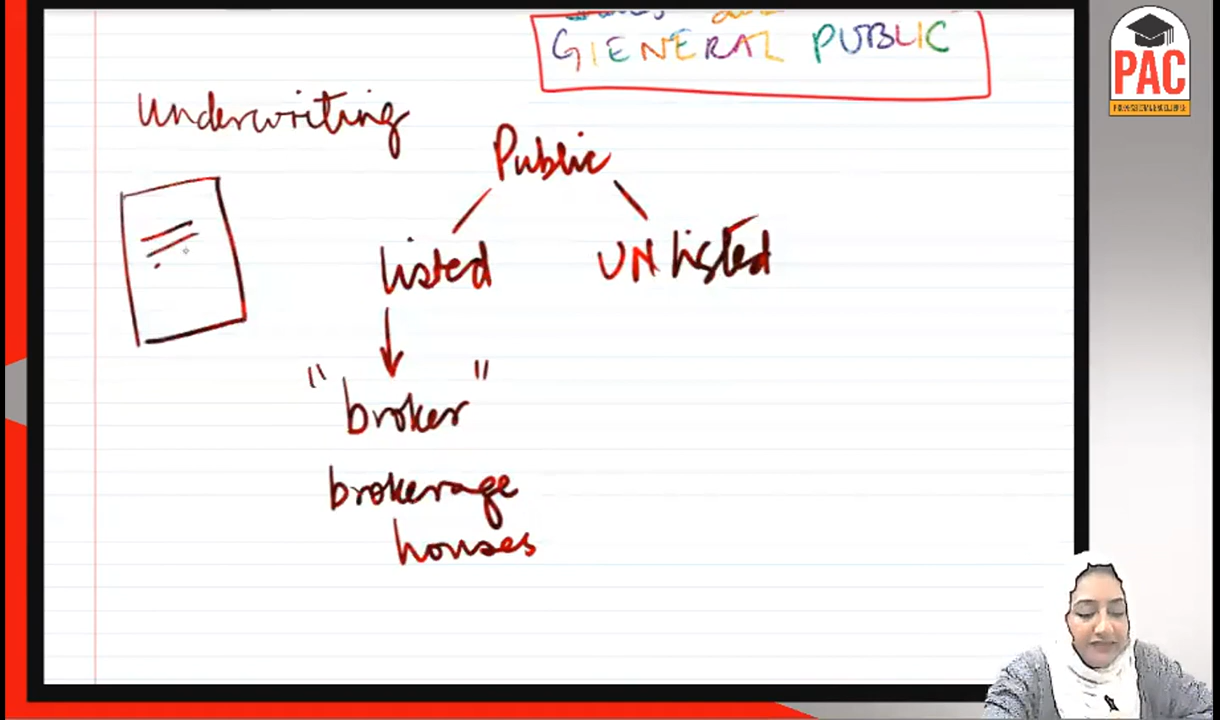 GENERAL PUBLIC
PAC
Underwriting
Public
listed
UNlisted
"broker"
brokerage
houses